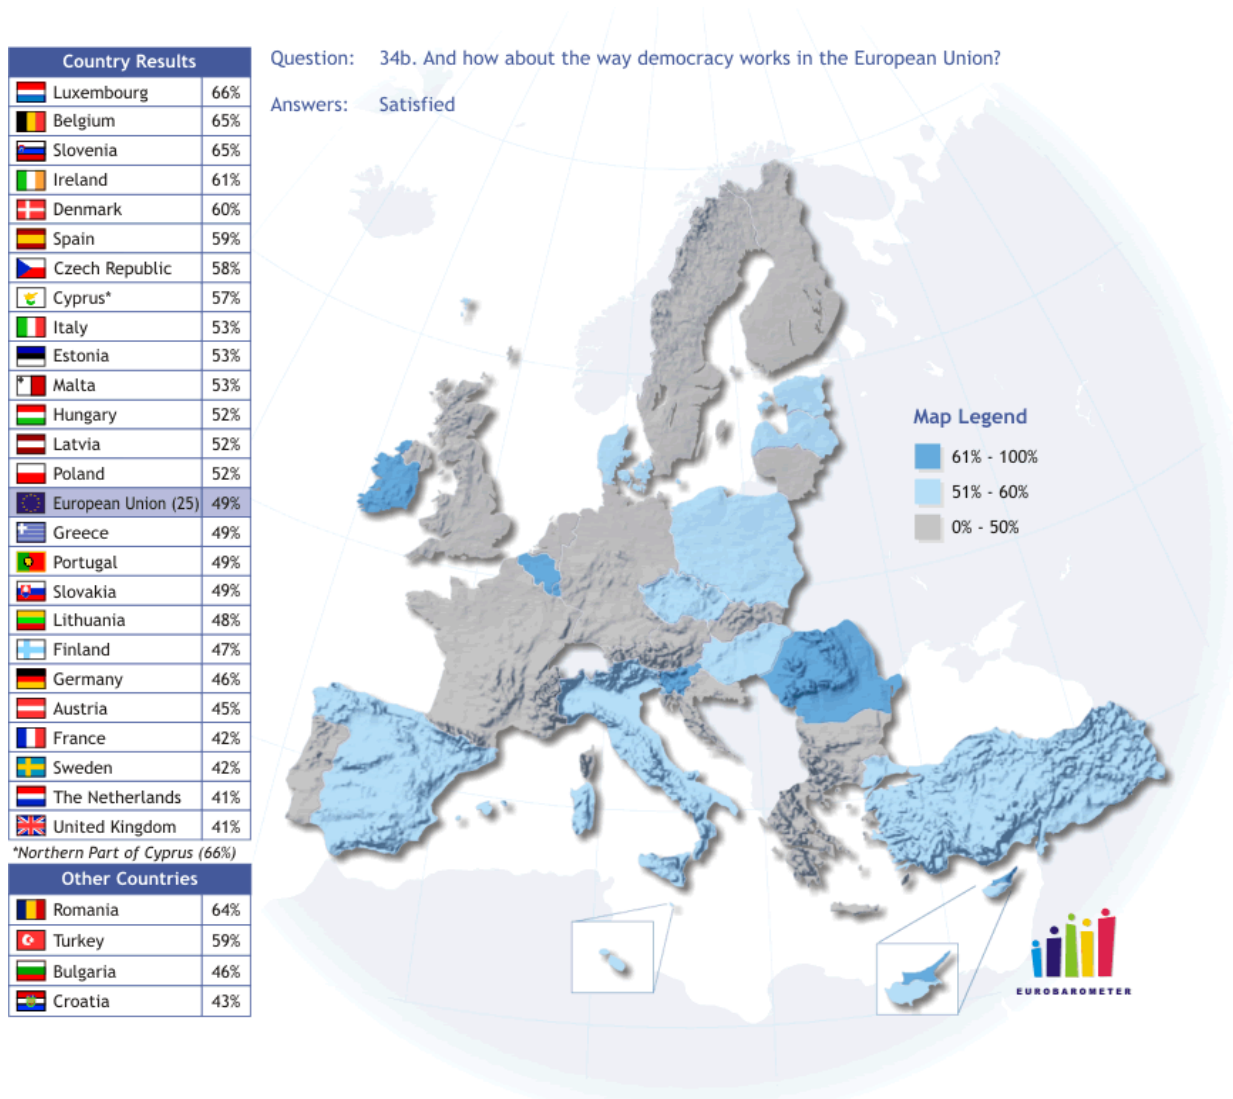 Question: 34b. And how about the way democracy works in the European Union?
Answers: Satisfied
Country Results
Luxembourg 66%
Belgium 65%
Slovenia 65%
Ireland 61%
Denmark 60%
Spain 59%
Czech Republic 58%
Cyprus* 57%
Italy 53%
Estonia 53%
Malta 53%
Hungary 52%
Latvia 52%
Poland 52%
European Union (25) 49%
Greece 49%
Portugal 49%
Slovakia 49%
Lithuania 48%
Finland 47%
Germany 46%
Austria 45%
France 42%
Sweden 42%
The Netherlands 41%
United Kingdom 41%
*Northern Part of Cyprus (66%)
Other Countries
Romania 64%
Turkey 59%
Bulgaria 46%
Croatia 43%
Map Legend
61% - 100%
51% - 60%
0% - 50%
EUROBAROMETER